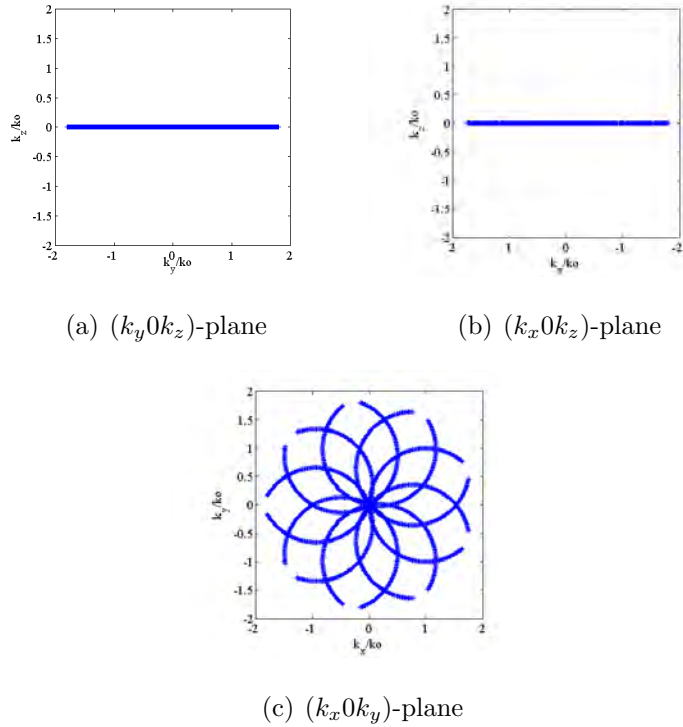 2
1.5
1
0.5
0
-0.5
-1
-1.5
-2
k_z/ko
-2 -1 0 1 2
k_y/ko
(a) (k_y0k_z)-plane
2
1.5
1
0.5
0
-0.5
-1
-1.5
-2
k_z/ko
2 1 0 -1 -2
k_x/ko
(b) (k_x0k_z)-plane
2
1.5
1
0.5
0
-0.5
-1
-1.5
-2
k_y/ko
-2 -1 0 1 2
k_x/ko
(c) (k_x0k_y)-plane